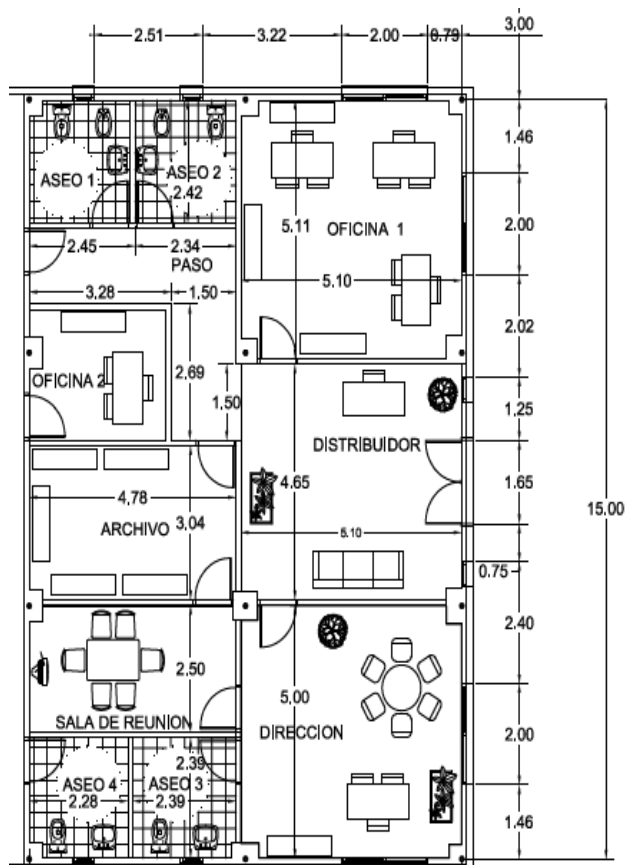 3,00
2.51 3.22 2.00 0.79
1.46
ASEO 1 ASEO 2
2.42
2.00
5.11 OFICINA 1
2.45 2.34
PASO
5.10
3.28 1.50
2.02
OFICINA 2
2.69
1,50
1.25
DISTRIBUIDOR
4.78
4.65
1.65
15.00
ARCHIVO 3,04
5.10
0.75
2.40
2.50
SALA DE REUNION
5,00
DIRECCION
2.00
2.39
ASEO 4 ASEO 3
2.28 2.39
1.46